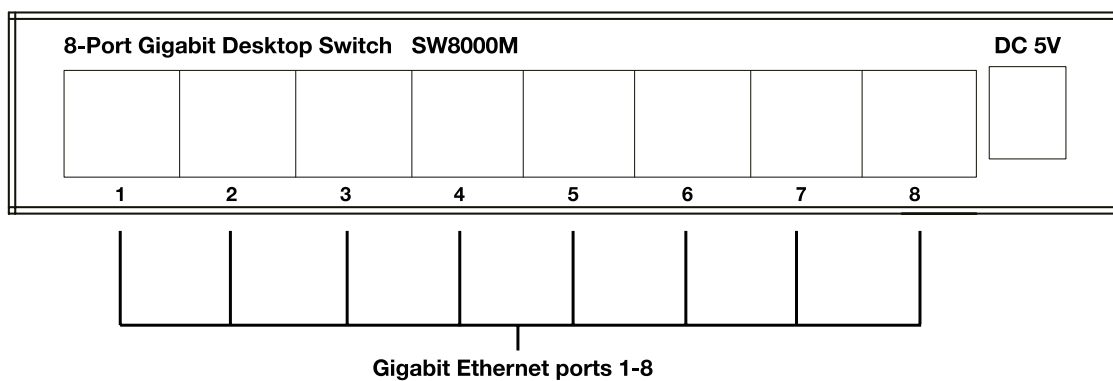 8-Port Gigabit Desktop Switch SW8000M
DC 5V
1 2 3 4 5 6 7 8
Gigabit Ethernet ports 1-8